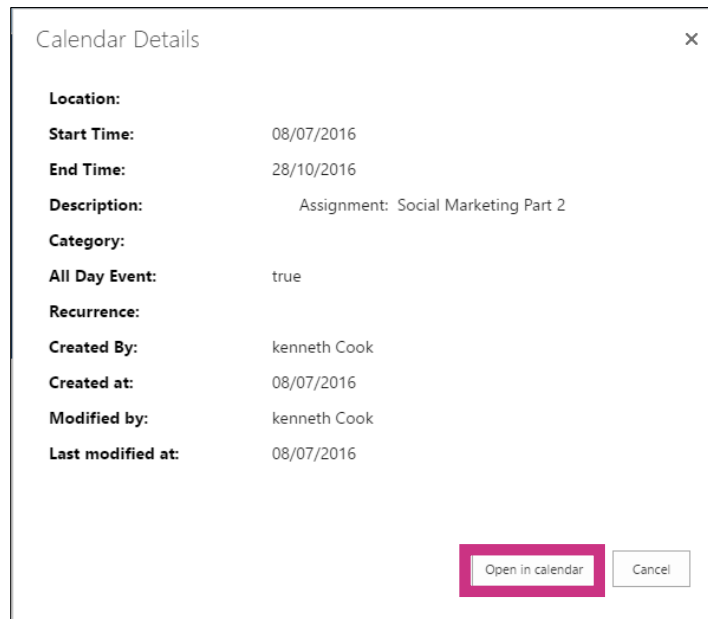 Calendar Details
Location:
Start Time: 08/07/2016
End Time: 28/10/2016
Description: Assignment: Social Marketing Part 2
Category:
All Day Event: true
Recurrence:
Created By: kenneth Cook
Created at: 08/07/2016
Modified by: kenneth Cook
Last modified at: 08/07/2016
Open in calendar Cancel